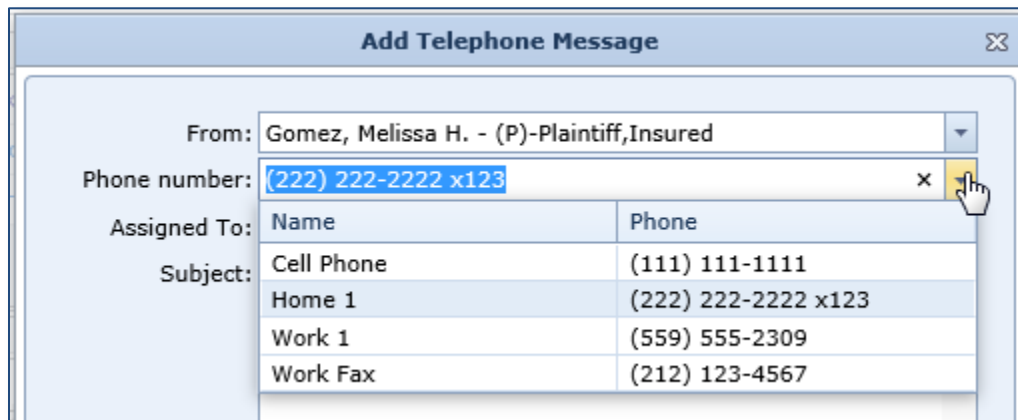 Add Telephone Message
From: Gomez, Melissa H. - (P)-Plaintiff,Insured
Phone number: (222) 222-2222 x123
Assigned To: Name Phone
Subject: Cell Phone (111) 111-1111
Home 1 (222) 222-2222 x123
Work 1 (559) 555-2309
Work Fax (212) 123-4567